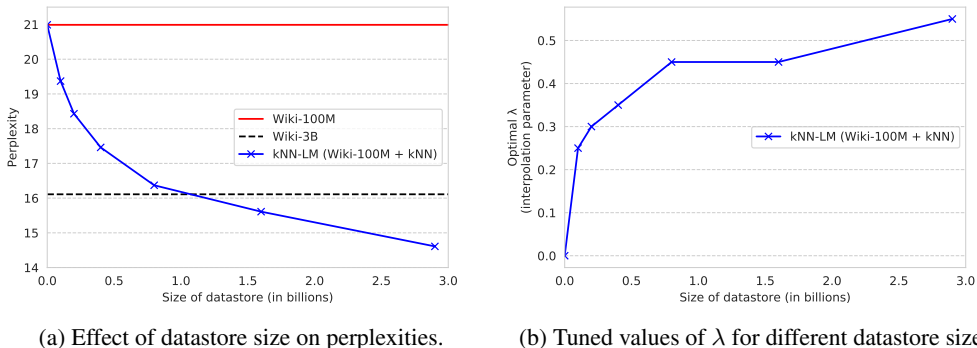 21
20
19
18
17
16
15
14
Perplexity
Wiki-100M
Wiki-3B
kNN-LM (Wiki-100M + kNN)
0.0 0.5 1.0 1.5 2.0 2.5 3.0
Size of datastore (in billions)
(a) Effect of datastore size on perplexities.
0.5
0.4
0.3
0.2
0.1
0.0
Optimal λ
(interpolation parameter)
kNN-LM (Wiki-100M + kNN)
0.0 0.5 1.0 1.5 2.0 2.5 3.0
Size of datastore (in billions)
(b) Tuned values of λ for different datastore size